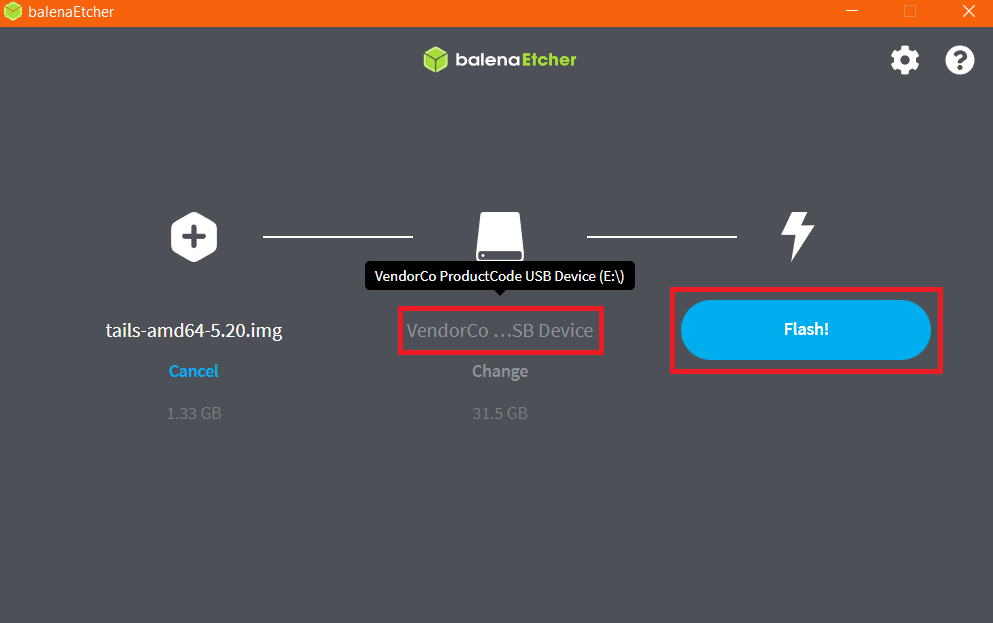 balenaEtcher
balenaEtcher
VendorCo ProductCode USB Device (E:\)
tails-amd64-5.20.img
VendorCo ...SB Device
Flash!
Cancel
Change
1.33 GB
31.5 GB